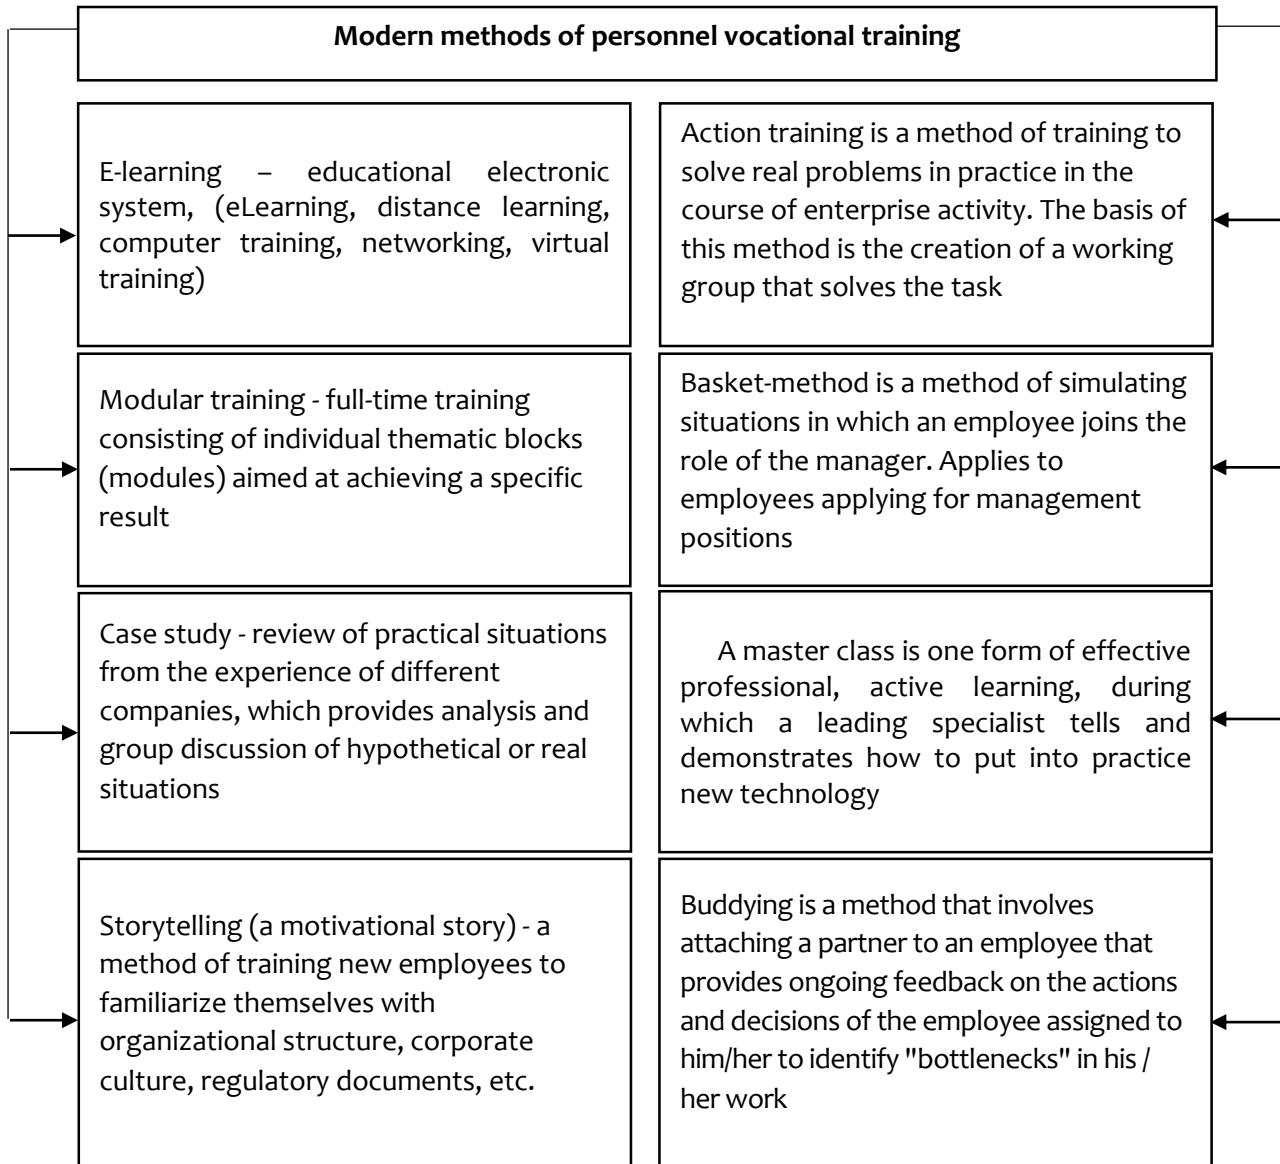 Modern methods of personnel vocational training
E-learning – educational electronic
system, (eLearning, distance learning,
computer training, networking, virtual
training)
Action training is a method of training to
solve real problems in practice in the
course of enterprise activity. The basis of
this method is the creation of a working
group that solves the task
Modular training - full-time training
consisting of individual thematic blocks
(modules) aimed at achieving a specific
result
Basket-method is a method of simulating
situations in which an employee joins the
role of the manager. Applies to
employees applying for management
positions
Case study - review of practical situations
from the experience of different
companies, which provides analysis and
group discussion of hypothetical or real
situations
A master class is one form of effective
professional, active learning, during
which a leading specialist tells and
demonstrates how to put into practice
new technology
Storytelling (a motivational story) - a
method of training new employees to
familiarize themselves with
organizational structure, corporate
culture, regulatory documents, etc.
Buddying is a method that involves
attaching a partner to an employee that
provides ongoing feedback on the actions
and decisions of the employee assigned to
him/her to identify "bottlenecks" in his /
her work